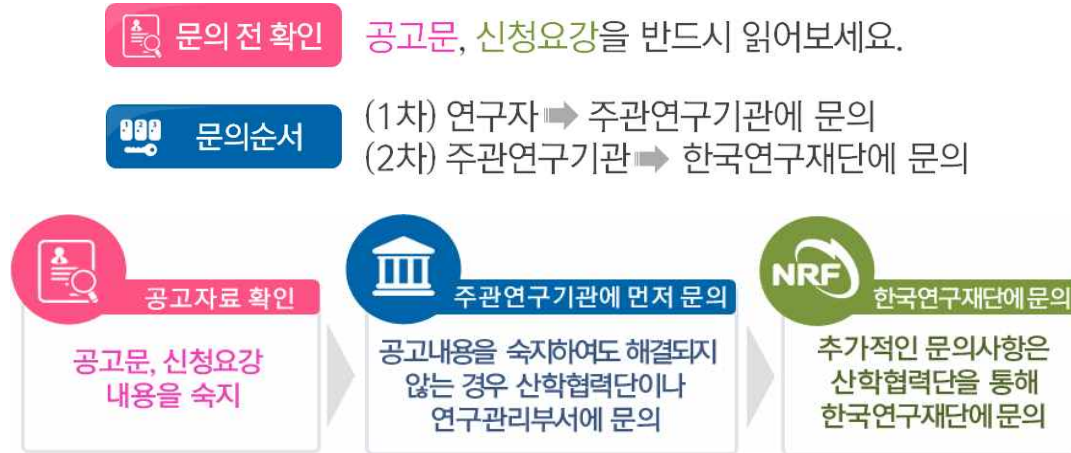 문의 전 확인 공고문, 신청요강을 반드시 읽어보세요.
문의순서 (1차) 연구자 ➡ 주관연구기관에 문의
(2차) 주관연구기관 ➡ 한국연구재단에 문의
공고자료 확인
공고문, 신청요강
내용을 숙지
주관연구기관에 먼저 문의
공고내용을 숙지하여도 해결되지
않는 경우 산학협력단이나
연구관리부서에 문의
NRF
한국연구재단에 문의
추가적인 문의사항은
산학협력단을 통해
한국연구재단에 문의